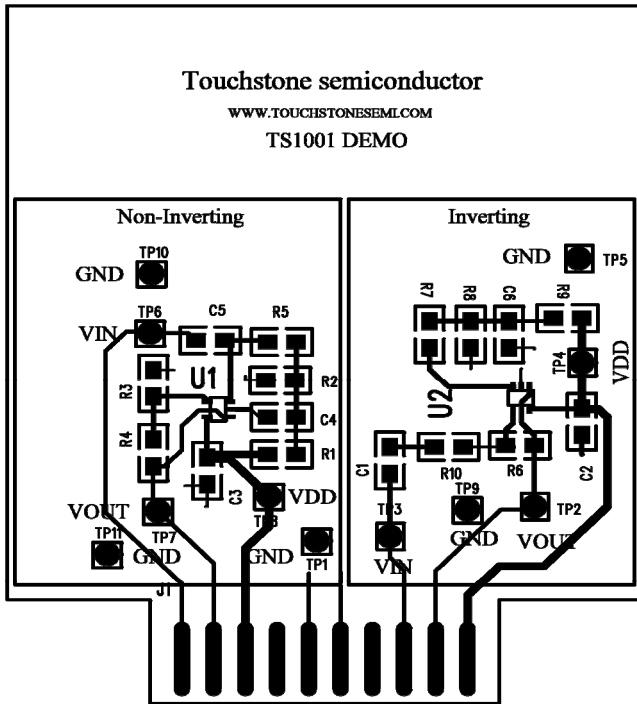 Touchstone semiconductor
WWW.TOUCHSTONESEMI.COM
TS1001 DEMO
Non-Inverting
Inverting
TP10
GND
GND
TP5
TP6
VIN
C5
R5
R7
R8
C6
R9
TP4
VDD
U1
R2
R3
U2
C4
R4
R1
C1
R10
R6
C2
C3
VDD
TP8
VOUT
TP7
TP11
GND
GND
TP1
TP3
VIN
TP9
GND
TP2
VOUT
J1